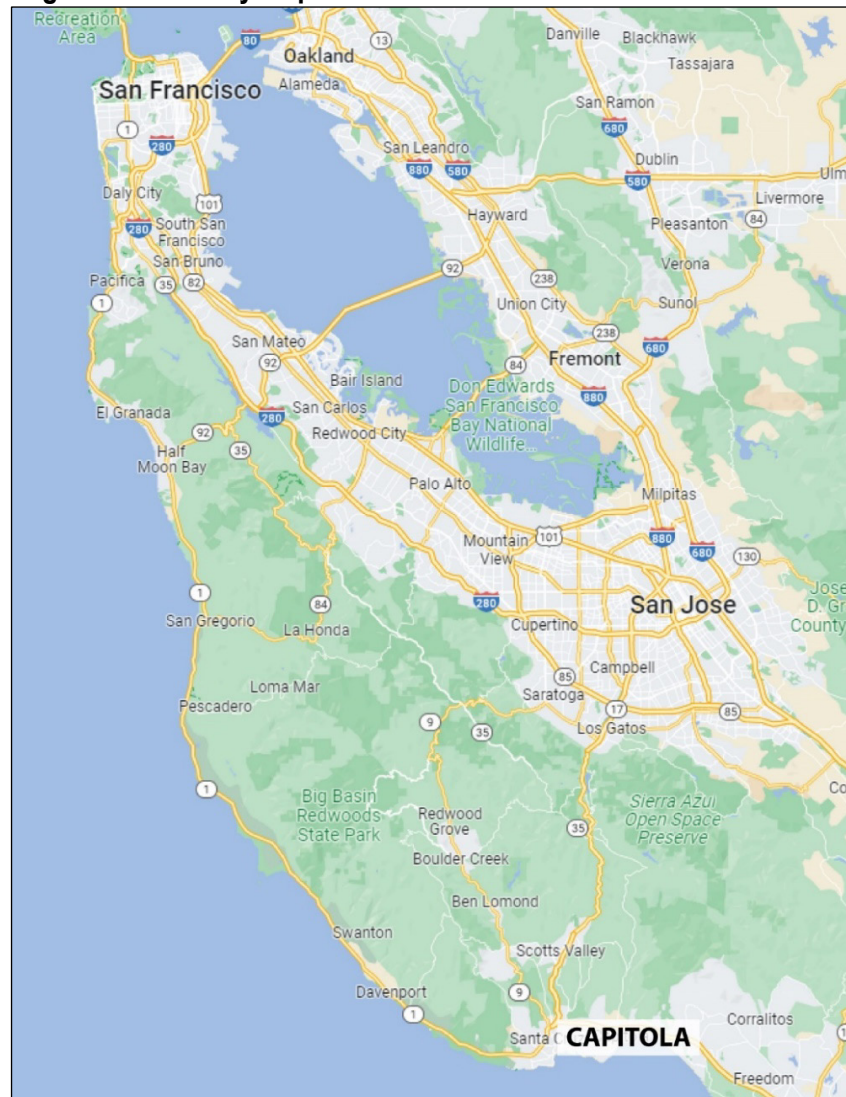 Recreation
Area
80
13
Danville
Blackhawk
Oakland
Tassajara
San Francisco
Alameda
San Ramon
1
280
San Leandro
680
880
580
Dublin
580
Daly City
101
Livermore
Hayward
84
280
South San
Francisco
Pleasanton
San Bruno
92
Verona
Pacifica
35
82
238
1
Union City
Sunol
San Mateo
238
92
84
Fremont
680
Bair Island
Don Edwards
San Francisco
Bay National
Wildlife...
880
El Granada
San Carlos
280
92
Redwood City
Half
Moon Bay
35
Palo Alto
Milpitas
Mountain
View
101
880
680
130
1
84
280
San Jose
San Gregorio
La Honda
Cupertino
Campbell
85
Loma Mar
Saratoga
Pescadero
17
85
9
35
Los Gatos
1
Big Basin
Redwoods
State Park
Redwood
Grove
35
Sierra Azul
Open Space
Preserve
Boulder Creek
Ben Lomond
Swanton
Scotts Valley
Davenport
9
1
Corralitos
Santa
CAPITOLA
Freedom